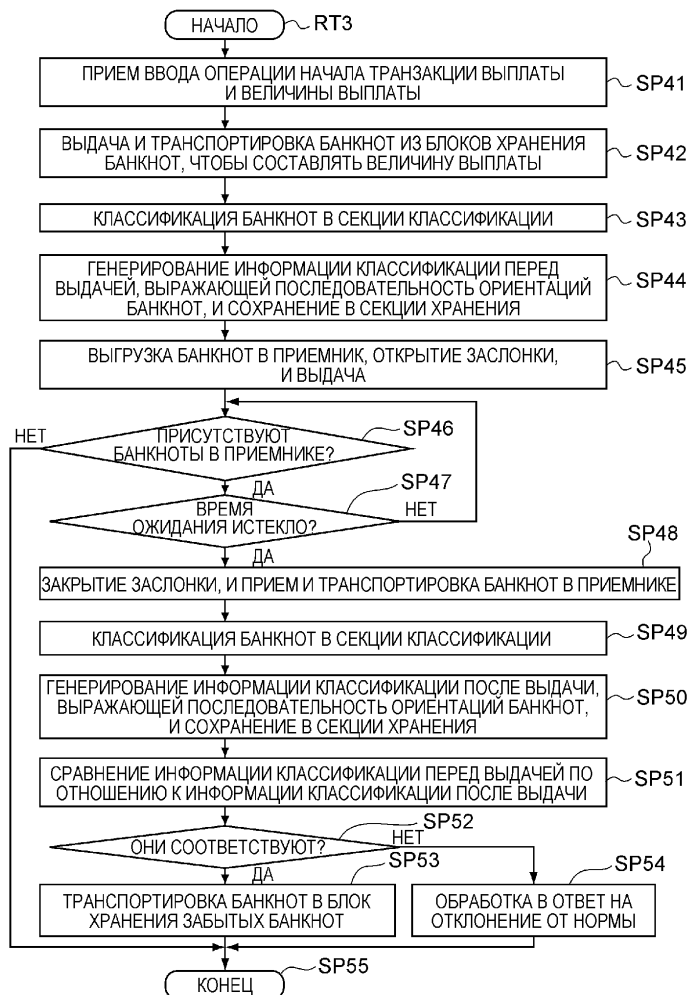 НАЧАЛО
RT3
ПРИЕМ ВВОДА ОПЕРАЦИИ НАЧАЛА ТРАНЗАКЦИИ ВЫПЛАТЫ
И ВЕЛИЧИНЫ ВЫПЛАТЫ
SP41
ВЫДАЧА И ТРАНСПОРТИРОВКА БАНКНОТ ИЗ БЛОКОВ ХРАНЕНИЯ
БАНКНОТ, ЧТОБЫ СОСТАВЛЯТЬ ВЕЛИЧИНУ ВЫПЛАТЫ
SP42
КЛАССИФИКАЦИЯ БАНКНОТ В СЕКЦИИ КЛАССИФИКАЦИИ
SP43
ГЕНЕРИРОВАНИЕ ИНФОРМАЦИИ КЛАССИФИКАЦИИ ПЕРЕД
ВЫДАЧЕЙ, ВЫРАЖАЮЩЕЙ ПОСЛЕДОВАТЕЛЬНОСТЬ ОРИЕНТАЦИЙ
БАНКНОТ, И СОХРАНЕНИЕ В СЕКЦИИ ХРАНЕНИЯ
SP44
ВЫГРУЗКА БАНКНОТ В ПРИЕМНИК, ОТКРЫТИЕ ЗАСЛОНКИ,
И ВЫДАЧА
SP45
НЕТ
ПРИСУТСТВУЮТ
БАНКНОТЫ В ПРИЕМНИКЕ?
SP46
ДА
ВРЕМЯ
ОЖИДАНИЯ ИСТЕКЛО?
SP47
НЕТ
ДА
SP48
ЗАКРЫТИЕ ЗАСЛОНКИ, И ПРИЕМ И ТРАНСПОРТИРОВКА БАНКНОТ В ПРИЕМНИКЕ
КЛАССИФИКАЦИЯ БАНКНОТ В СЕКЦИИ КЛАССИФИКАЦИИ
SP49
ГЕНЕРИРОВАНИЕ ИНФОРМАЦИИ КЛАССИФИКАЦИИ ПОСЛЕ ВЫДАЧИ,
ВЫРАЖАЮЩЕЙ ПОСЛЕДОВАТЕЛЬНОСТЬ ОРИЕНТАЦИЙ БАНКНОТ,
И СОХРАНЕНИЕ В СЕКЦИИ ХРАНЕНИЯ
SP50
СРАВНЕНИЕ ИНФОРМАЦИИ КЛАССИФИКАЦИИ ПЕРЕД ВЫДАЧЕЙ ПО
ОТНОШЕНИЮ К ИНФОРМАЦИИ КЛАССИФИКАЦИИ ПОСЛЕ ВЫДАЧИ
SP51
ОНИ СООТВЕТСТВУЮТ?
SP52
НЕТ
ДА
SP53
ТРАНСПОРТИРОВКА БАНКНОТ В БЛОК
ХРАНЕНИЯ ЗАБЫТЫХ БАНКНОТ
SP54
ОБРАБОТКА В ОТВЕТ НА
ОТКЛОНЕНИЕ ОТ НОРМЫ
КОНЕЦ
SP55